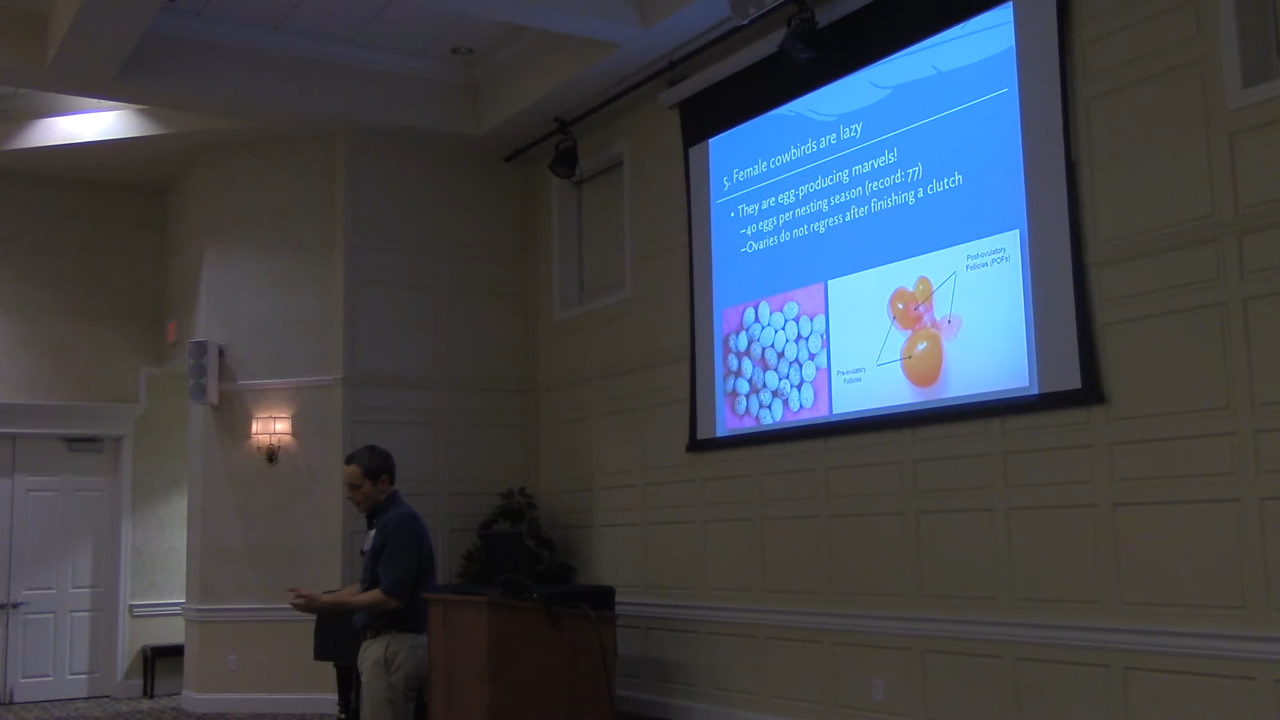 5. Female cowbirds are lazy
• They are egg-producing marvels!
–40 eggs per nesting season (record: 77)
–Ovaries do not regress after finishing a clutch
Post-ovulatory
Follicles (POFs)
Pre-ovulatory
Follicles